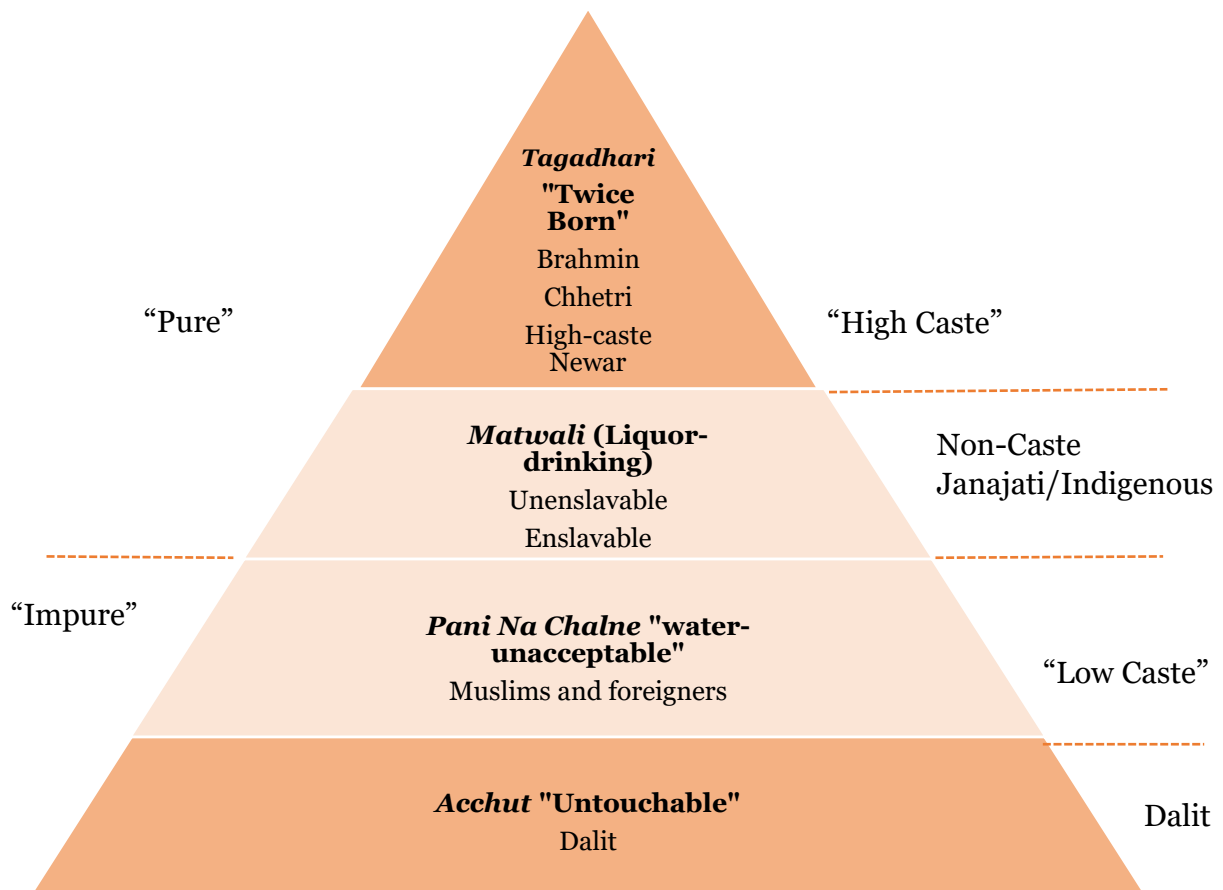 Tagadhari
"Twice
Born"
Brahmin
Chhetri
High-caste
Newar
“Pure”
“High Caste”
Matwali (Liquor-
drinking)
Unenslavable
Enslavable
Non-Caste
Janajati/Indigenous
“Impure”
Pani Na Chalne "water-
unacceptable"
Muslims and foreigners
“Low Caste”
Acchut "Untouchable"
Dalit
Dalit